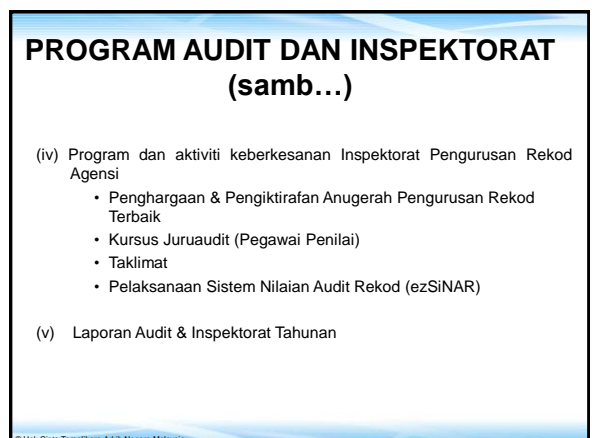 PROGRAM AUDIT DAN INSPEKTORAT
(samb…)
(iv) Program dan aktiviti keberkesanan Inspektorat Pengurusan Rekod
Agensi
• Penghargaan & Pengiktirafan Anugerah Pengurusan Rekod
Terbaik
• Kursus Juruaudit (Pegawai Penilai)
• Taklimat
• Pelaksanaan Sistem Nilaian Audit Rekod (ezSiNAR)
(v) Laporan Audit & Inspektorat Tahunan